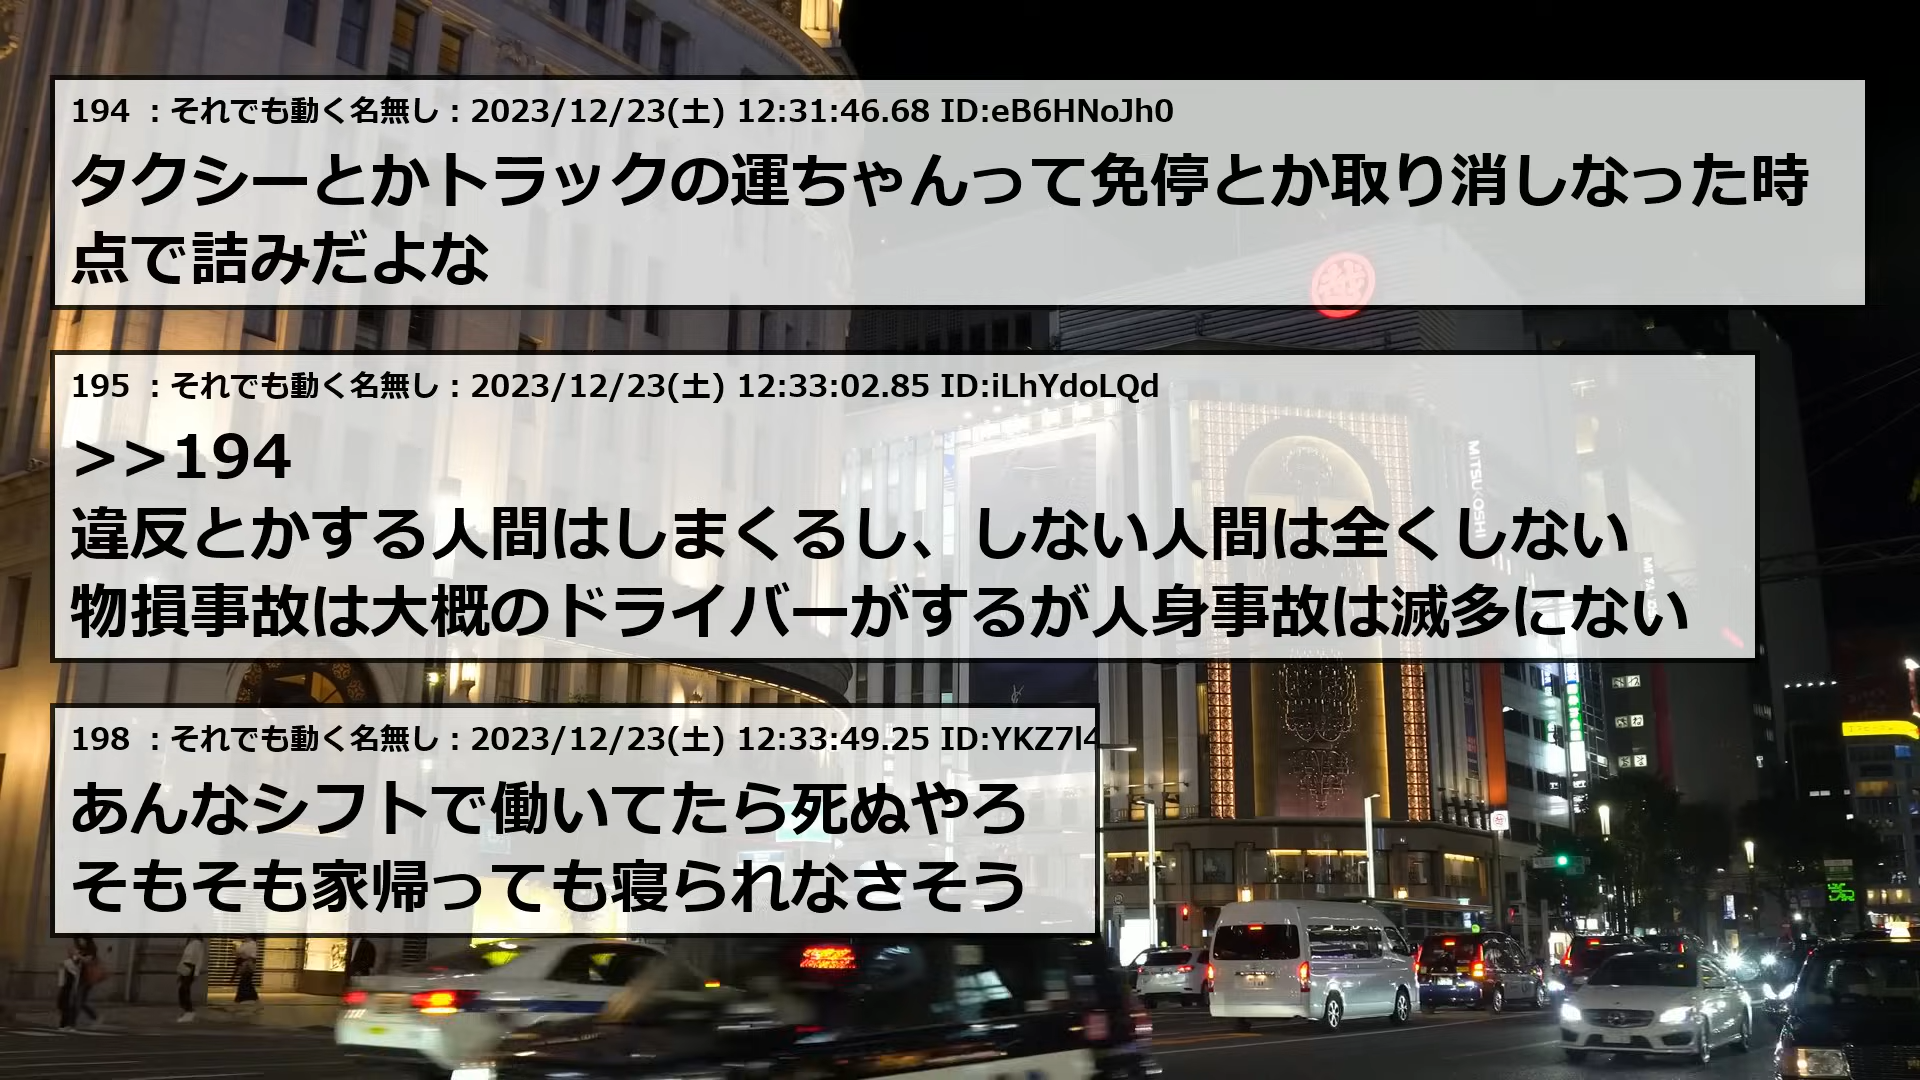 194 ：それでも動く名無し：2023/12/23(土) 12:31:46.68 ID:eB6HNoJh0
タクシーとかトラックの運ちゃんって免停とか取り消しなった時
点で詰みだよな
195 ：それでも動く名無し：2023/12/23(土) 12:33:02.85 ID:iLhYdoLQd
>>194
違反とかする人間はしまくるし、しない人間は全くしない
物損事故は大概のドライバーがするが人身事故は滅多にない
MITSUKOSHI
198 ：それでも動く名無し：2023/12/23(土) 12:33:49.25 ID:YKZ7l4
あんなシフトで働いてたら死ぬやろ
そもそも家帰っても寝られなさそう